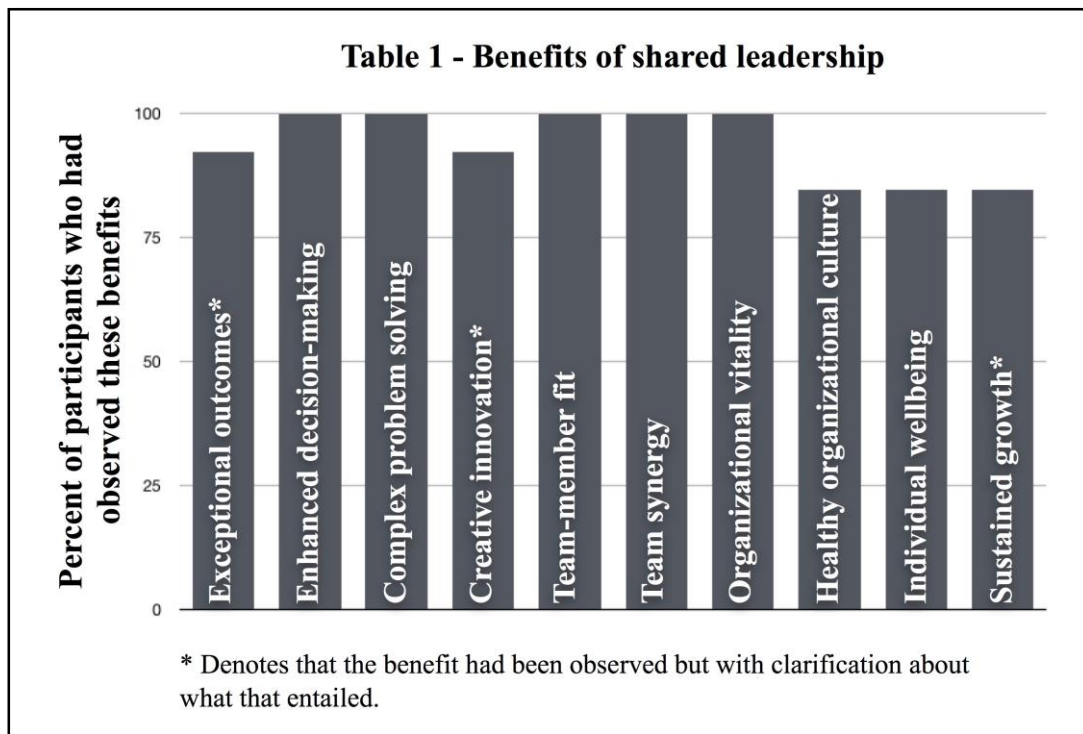 Table 1 - Benefits of shared leadership
Percent of participants who had
observed these benefits
100
75
50
25
0
Exceptional outcomes*
Enhanced decision-making
Complex problem solving
Creative innovation*
Team-member fit
Team synergy
Organizational vitality
Healthy organizational culture
Individual wellbeing
Sustained growth*
* Denotes that the benefit had been observed but with clarification about
what that entailed.